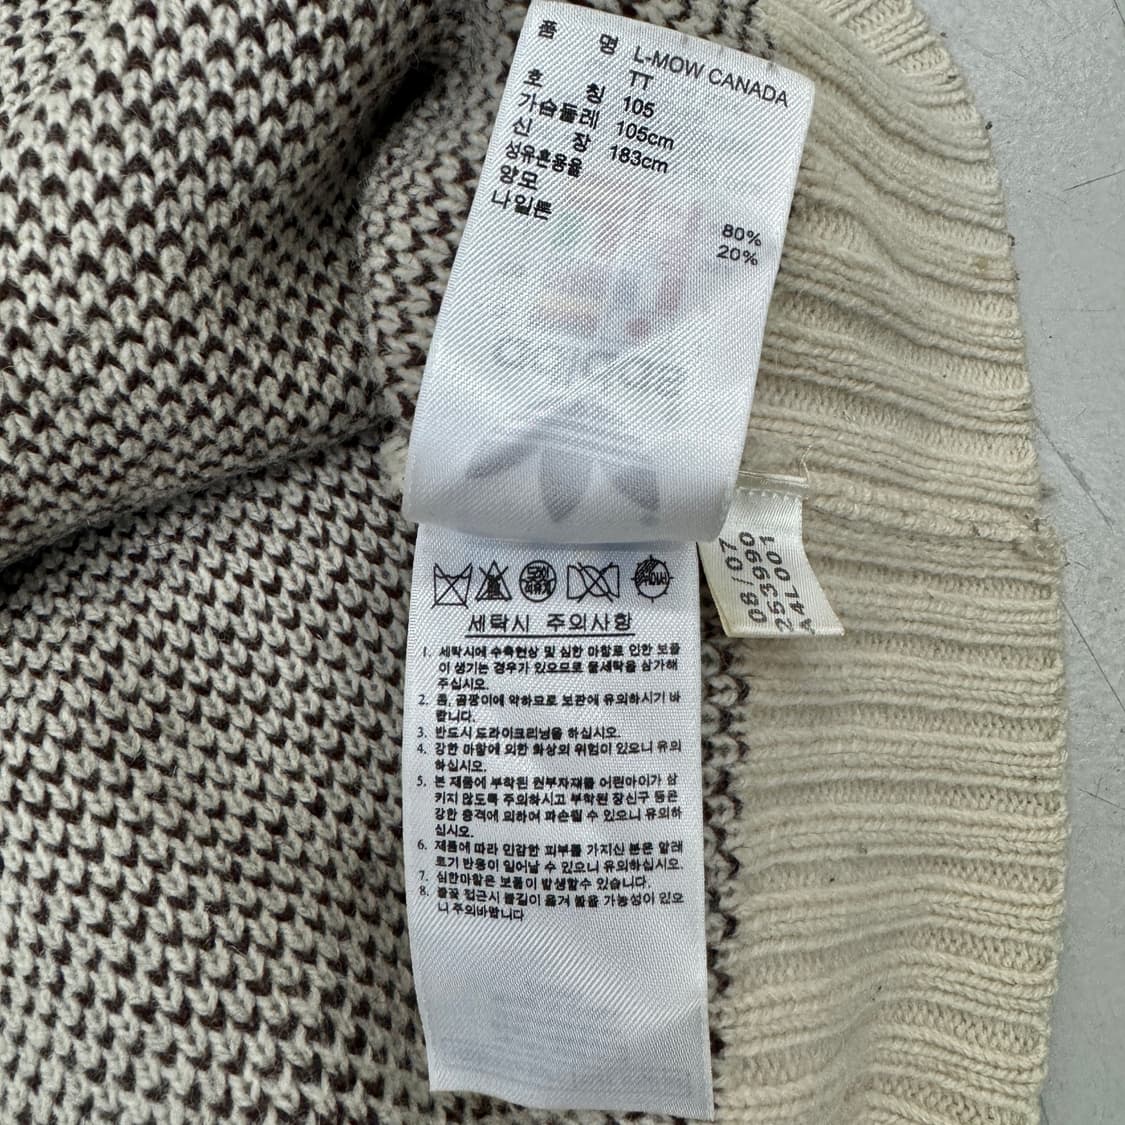 품 명 L-MOW CANADA
TT
호 칭 105
가슴둘레 105cm
신 장 183cm
섬유혼용율
양모 80%
나일론 20%
세탁시 주의사항
1. 세탁시에 수축현상 및 심한 마찰로 인한 보풀
이 생기는 경우가 있으므로 물세탁을 삼가해
주십시오.
2. 좀, 곰팡이에 약하므로 보관에 유의하시기 바
랍니다.
3. 반드시 드라이크리닝을 하십시오.
4. 강한 마찰에 의한 화상의 위험이 있으니 유의
하십시오.
5. 본 제품에 부착된 원부자재를 어린아이가 삼
키지 않도록 주의하시고 부착된 장신구 등은
강한 충격에 의하여 파손될 수 있으니 유의하
십시오.
6. 제품에 따라 민감한 피부를 가지신 분은 알레
르기 반응이 일어날 수 있으니 유의하십시오.
7. 심한마찰은 보풀이 발생할수 있습니다.
8. 불꽃 접근시 불길이 옮겨 붙을 가능성이 있으
니 주의바랍니다
08/07
253990
A4L001